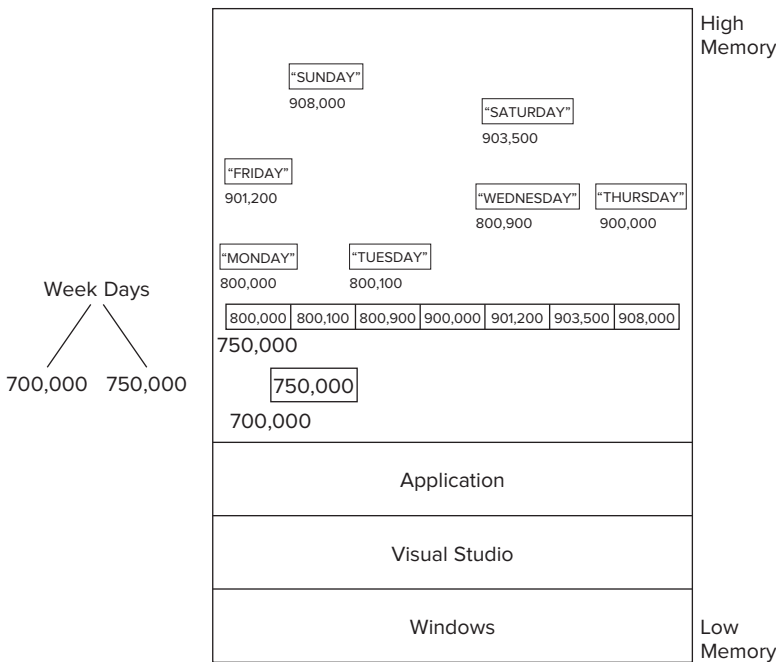 High
Memory
“SUNDAY”
908,000
“SATURDAY”
903,500
“FRIDAY”
901,200
“WEDNESDAY”
800,900
“THURSDAY”
900,000
“MONDAY”
800,000
“TUESDAY”
800,100
Week Days
700,000 750,000
800,000 800,100 800,900 900,000 901,200 903,500 908,000
750,000
750,000
700,000
Application
Visual Studio
Windows
Low
Memory